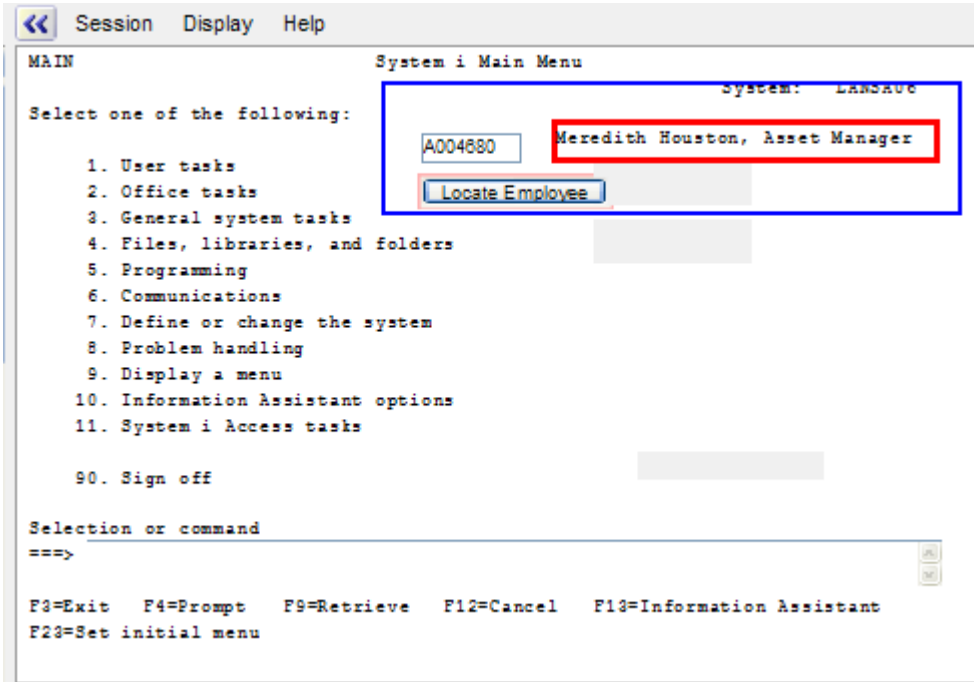 Session Display Help
MAIN System i Main Menu
System: LANSA06
Select one of the following:
A004680 Meredith Houston, Asset Manager
1. User tasks
2. Office tasks Locate Employee
3. General system tasks
4. Files, libraries, and folders
5. Programming
6. Communications
7. Define or change the system
8. Problem handling
9. Display a menu
10. Information Assistant options
11. System i Access tasks
90. Sign off
Selection or command
===>
F3=Exit F4=Prompt F9=Retrieve F12=Cancel F13=Information Assistant
F23=Set initial menu